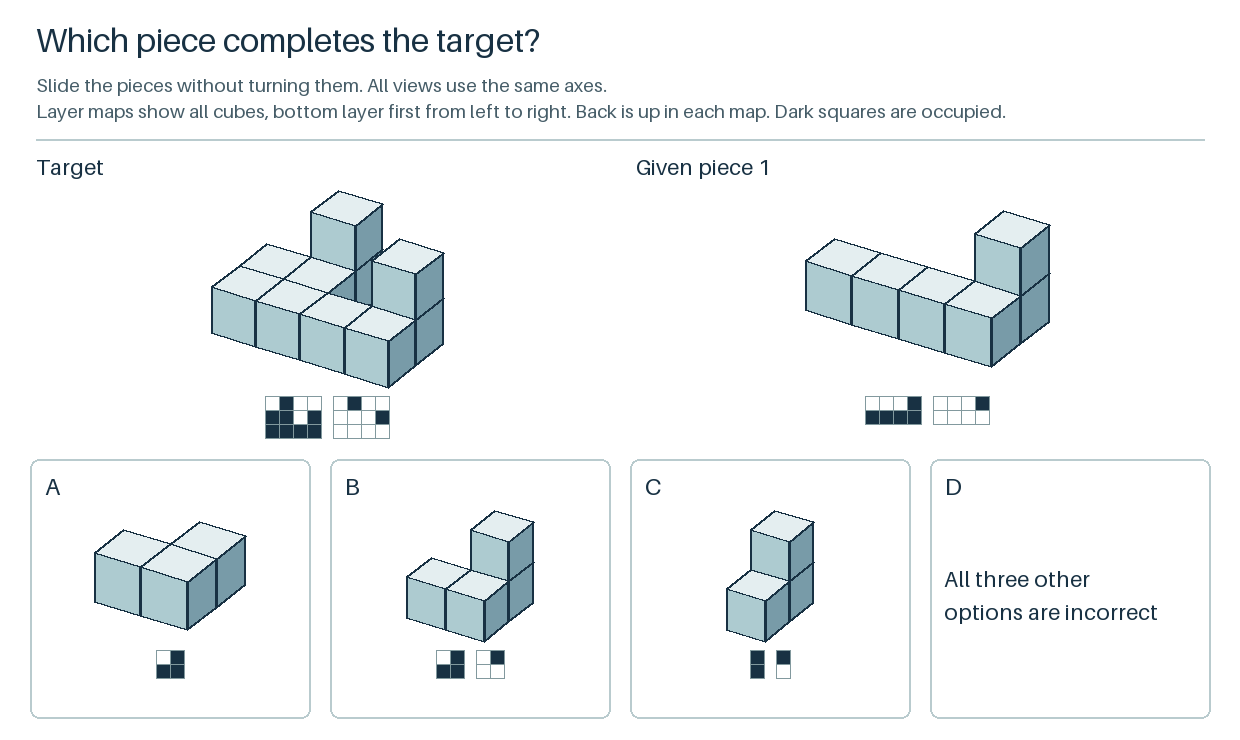 Which piece completes the target?
Slide the pieces without turning them. All views use the same axes.
Layer maps show all cubes, bottom layer first from left to right. Back is up in each map. Dark squares are occupied.
Target
Given piece 1
A
B
C
D
All three other
options are incorrect